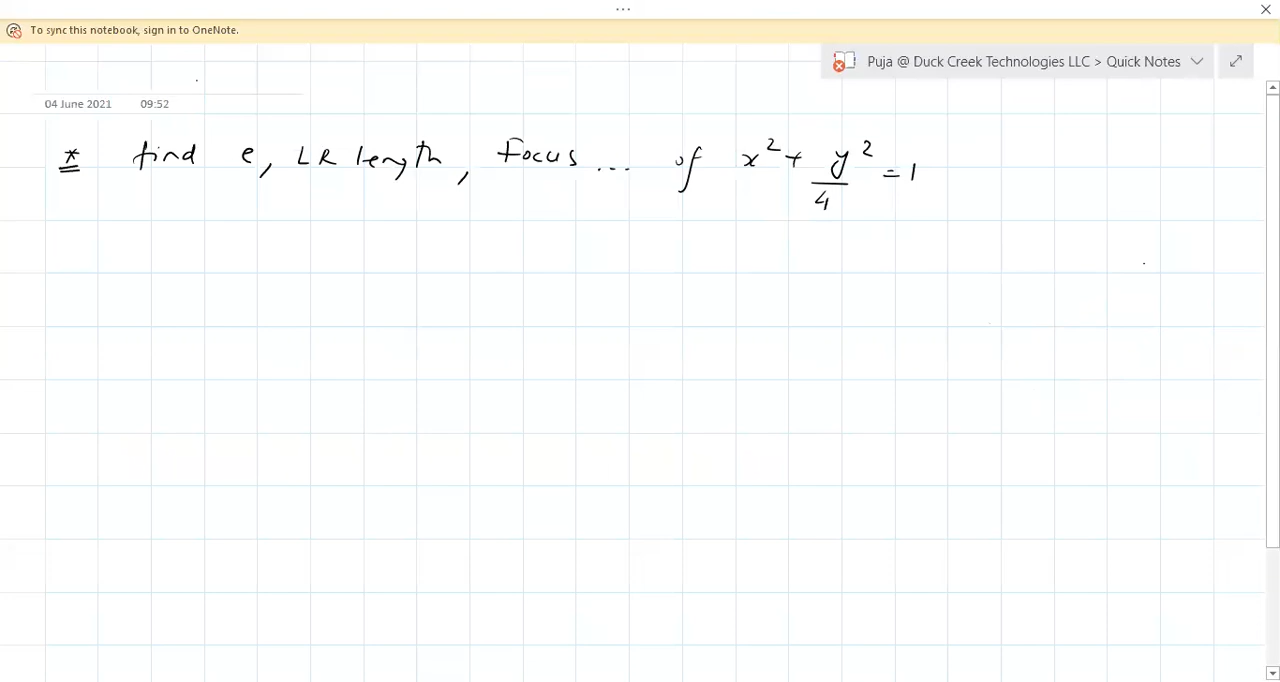 To sync this notebook, sign in to OneNote.
Puja @ Duck Creek Technologies LLC > Quick Notes
04 June 2021 09:52
* find e, LR length, Focus ... of x² + y²/4 = 1